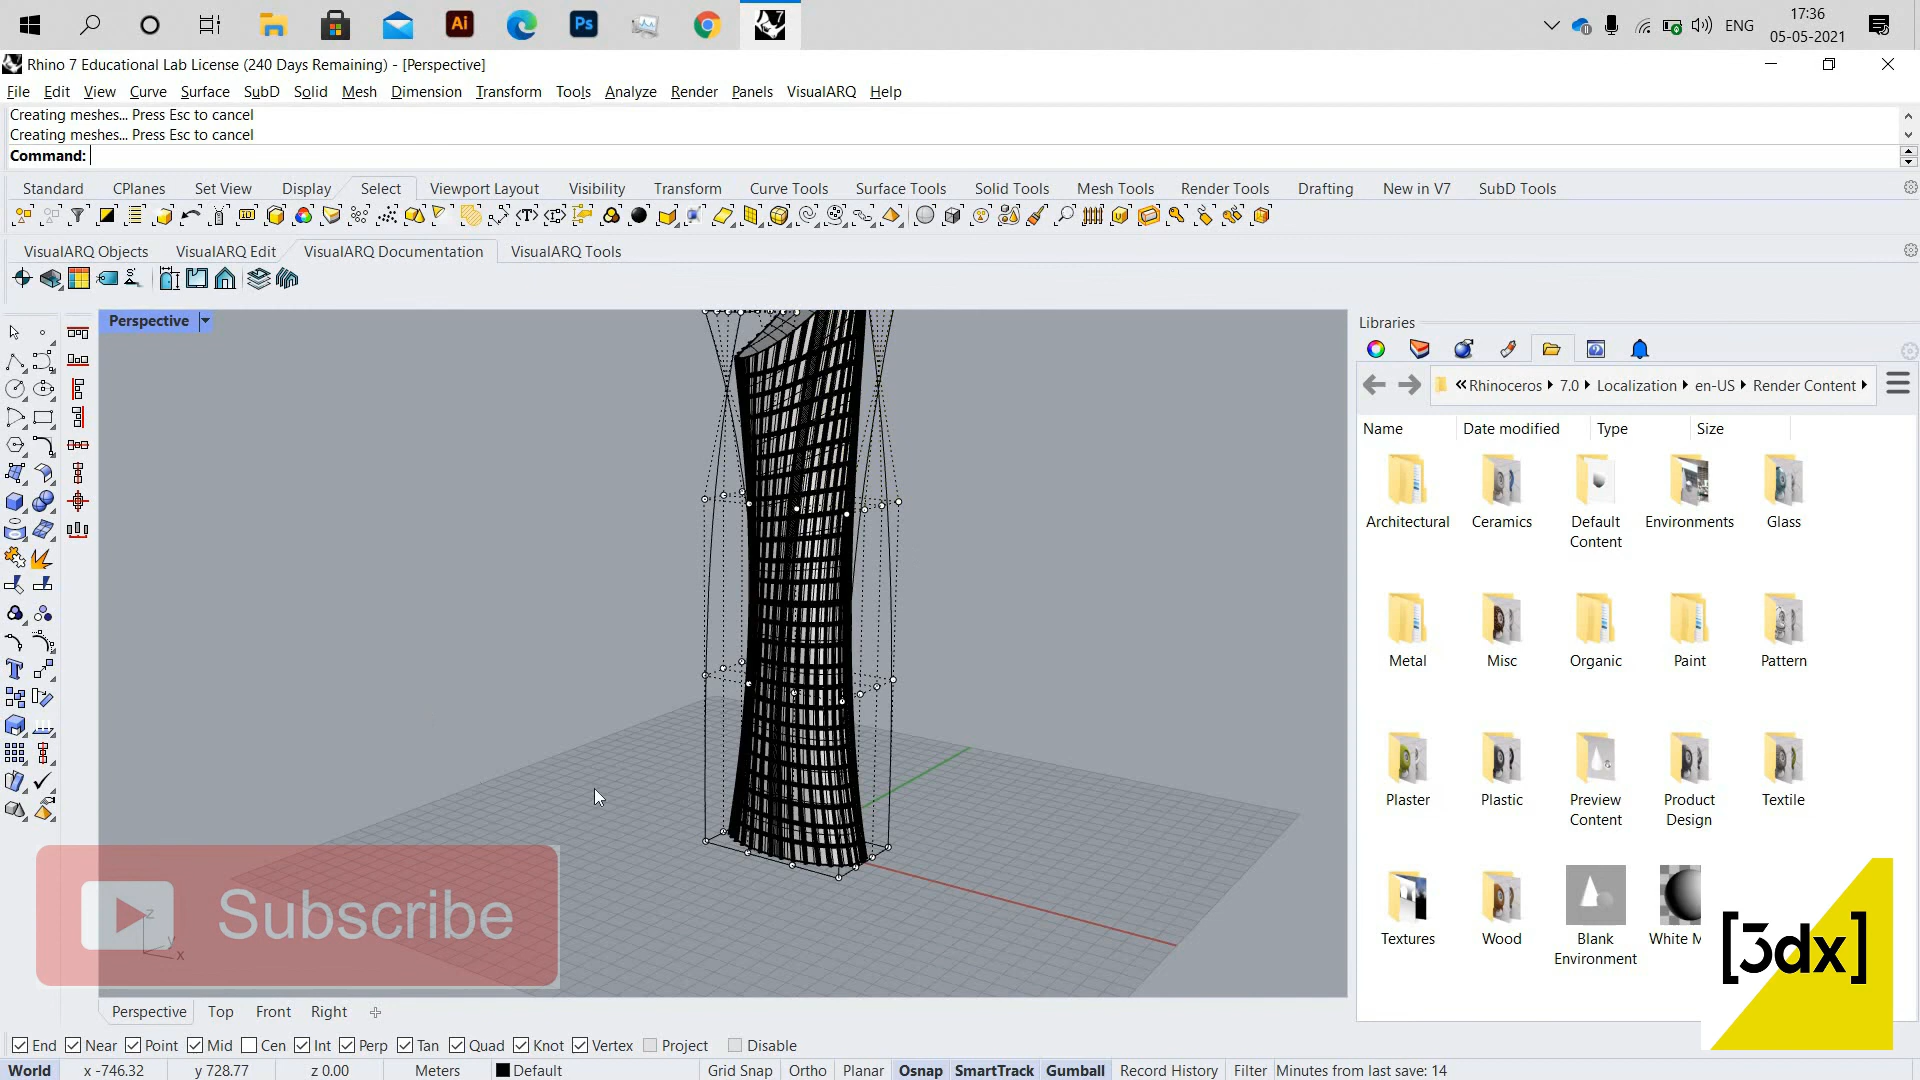 Ai
Ps
7
ENG
17:36
05-05-2021
Rhino 7 Educational Lab License (240 Days Remaining) - [Perspective]
File Edit View Curve Surface SubD Solid Mesh Dimension Transform Tools Analyze Render Panels VisualARQ Help
Creating meshes... Press Esc to cancel
Creating meshes... Press Esc to cancel
Command:
Standard CPlanes Set View Display Select Viewport Layout Visibility Transform Curve Tools Surface Tools Solid Tools Mesh Tools Render Tools Drafting New in V7 SubD Tools
VisualARQ Objects VisualARQ Edit VisualARQ Documentation VisualARQ Tools
Perspective
Libraries
«Rhinoceros 7.0 Localization en-US Render Content
Name Date modified Type Size
Architectural Ceramics Default Content Environments Glass
Metal Misc Organic Paint Pattern
Plaster Plastic Preview Content Product Design Textile
Textures Wood Blank Environment White M
Subscribe
z
y
x
[3dx]
Perspective Top Front Right
End Near Point Mid Cen Int Perp Tan Quad Knot Vertex Project Disable
World x -746.32 y 728.77 z 0.00 Meters Default Grid Snap Ortho Planar Osnap SmartTrack Gumball Record History Filter Minutes from last save: 14